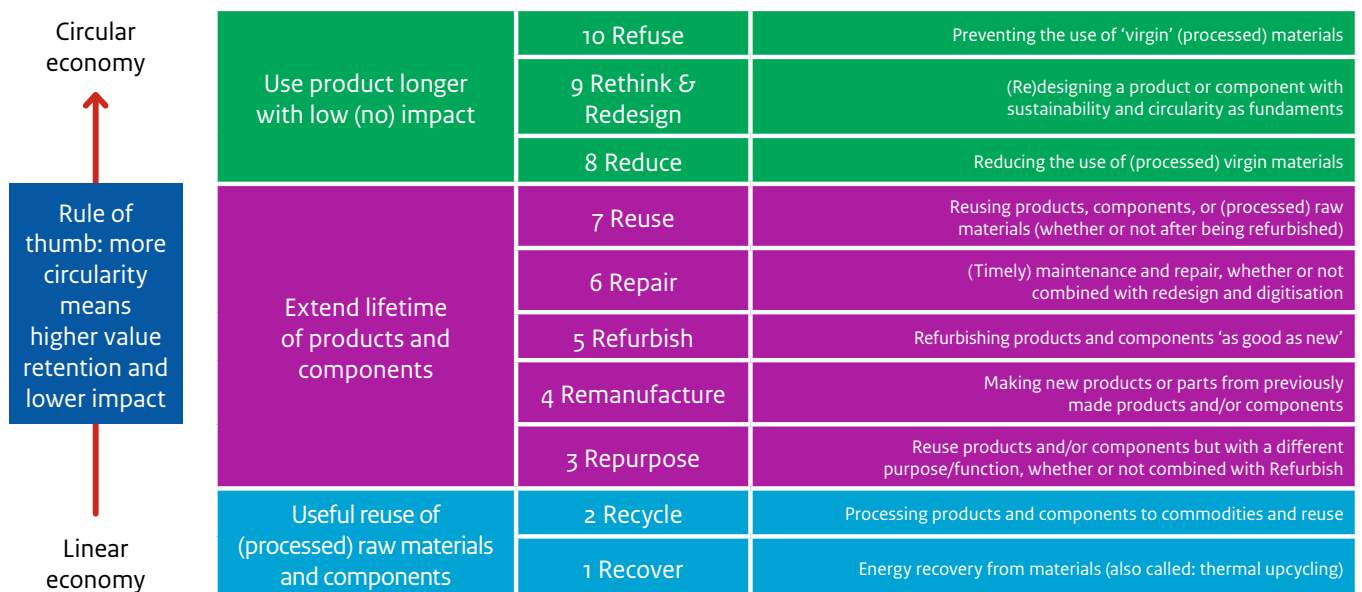 Circular
economy
Rule of
thumb: more
circularity
means
higher value
retention and
lower impact
Linear
economy
Use product longer
with low (no) impact
10 Refuse
Preventing the use of ‘virgin’ (processed) materials
9 Rethink &
Redesign
(Re)designing a product or component with
sustainability and circularity as fundaments
8 Reduce
Reducing the use of (processed) virgin materials
Extend lifetime
of products and
components
7 Reuse
Reusing products, components, or (processed) raw
materials (whether or not after being refurbished)
6 Repair
(Timely) maintenance and repair, whether or not
combined with redesign and digitisation
5 Refurbish
Refurbishing products and components ‘as good as new’
4 Remanufacture
Making new products or parts from previously
made products and/or components
3 Repurpose
Reuse products and/or components but with a different
purpose/function, whether or not combined with Refurbish
Useful reuse of
(processed) raw materials
and components
2 Recycle
Processing products and components to commodities and reuse
1 Recover
Energy recovery from materials (also called: thermal upcycling)